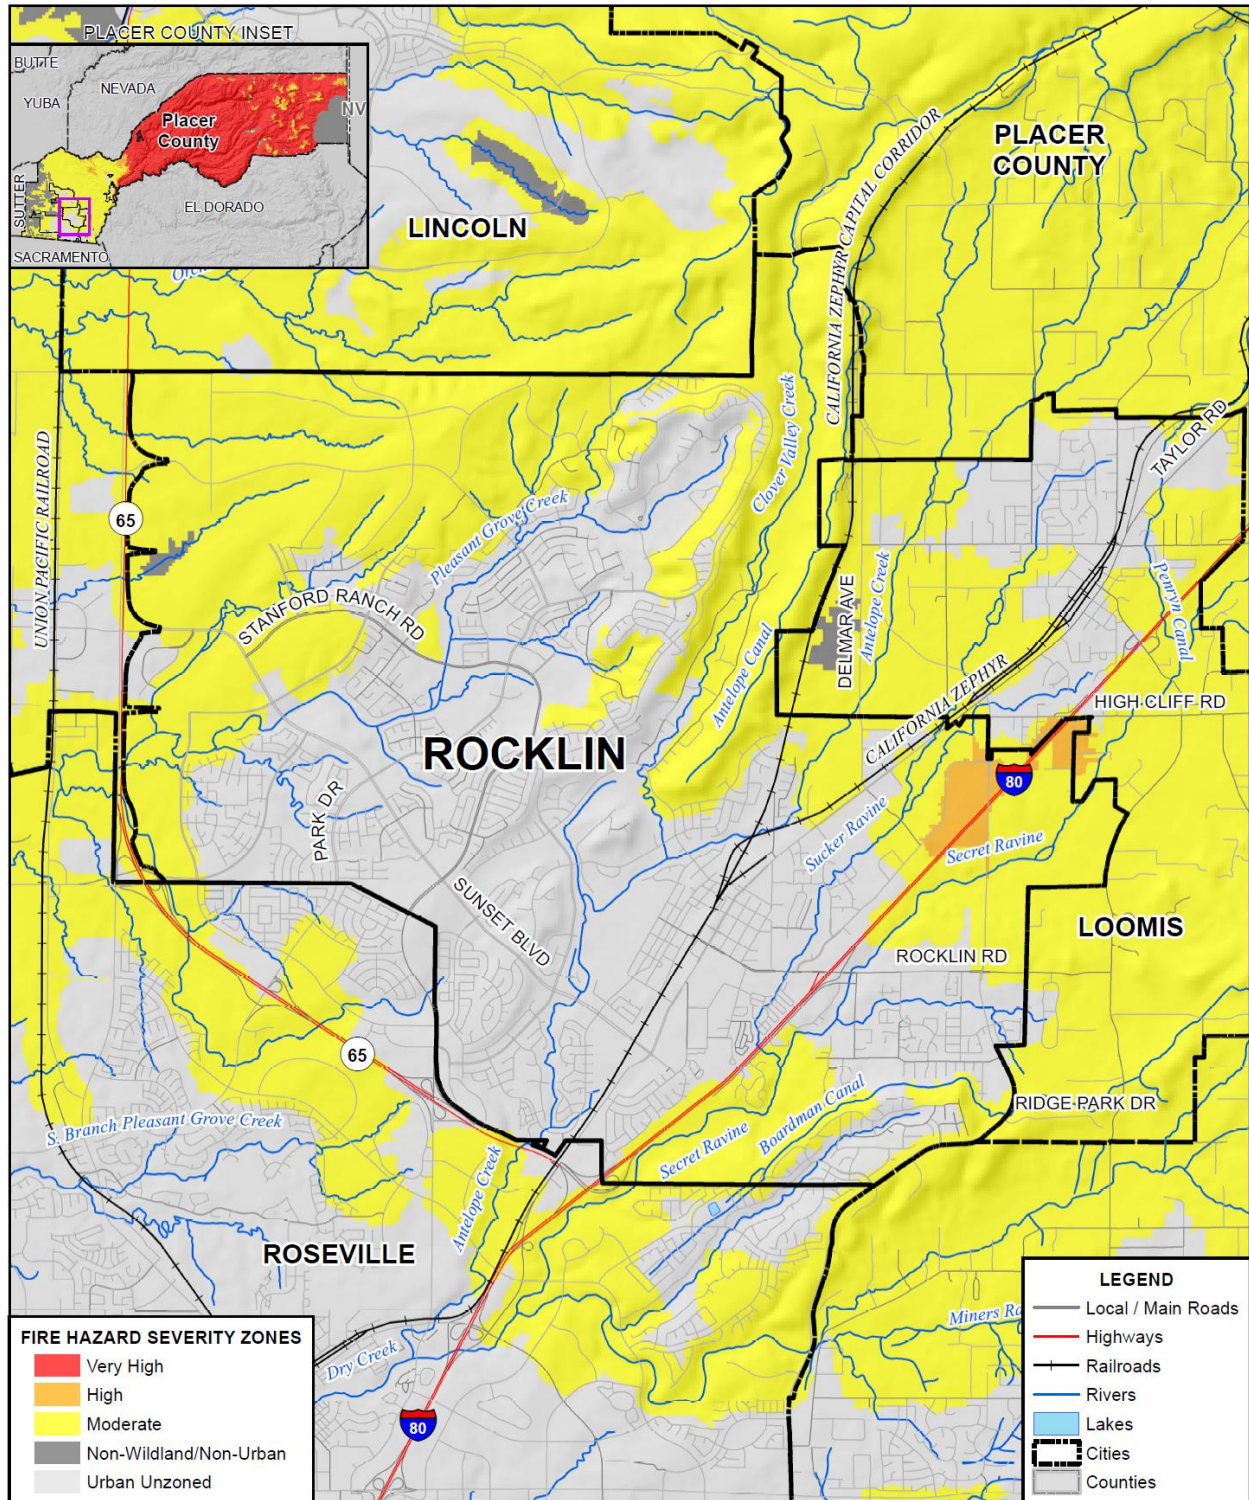 PLACER COUNTY INSET
BUTTE
NEVADA
YUBA
Placer
County
NV
SUTTER
EL DORADO
SACRAMENTO
LINCOLN
PLACER
COUNTY
CALIFORNIA ZEPHYR CAPITAL CORRIDOR
UNION PACIFIC RAILROAD
65
Clover Valley Creek
TAYLOR RD
Pleasant Grove Creek
STANFORD RANCH RD
DELMAR AVE
Antelope Creek
Penryn Canal
Antelope Canal
CALIFORNIA ZEPHYR
HIGH CLIFF RD
ROCKLIN
80
PARK DR
Sucker Ravine
Secret Ravine
SUNSET BLVD
LOOMIS
ROCKLIN RD
65
Boardman Canal
RIDGE PARK DR
S. Branch Pleasant Grove Creek
Secret Ravine
Antelope Creek
ROSEVILLE
Miners
Dry Creek
80
FIRE HAZARD SEVERITY ZONES
Very High
High
Moderate
Non-Wildland/Non-Urban
Urban Unzoned
LEGEND
Local / Main Roads
Highways
Railroads
Rivers
Lakes
Cities
Counties